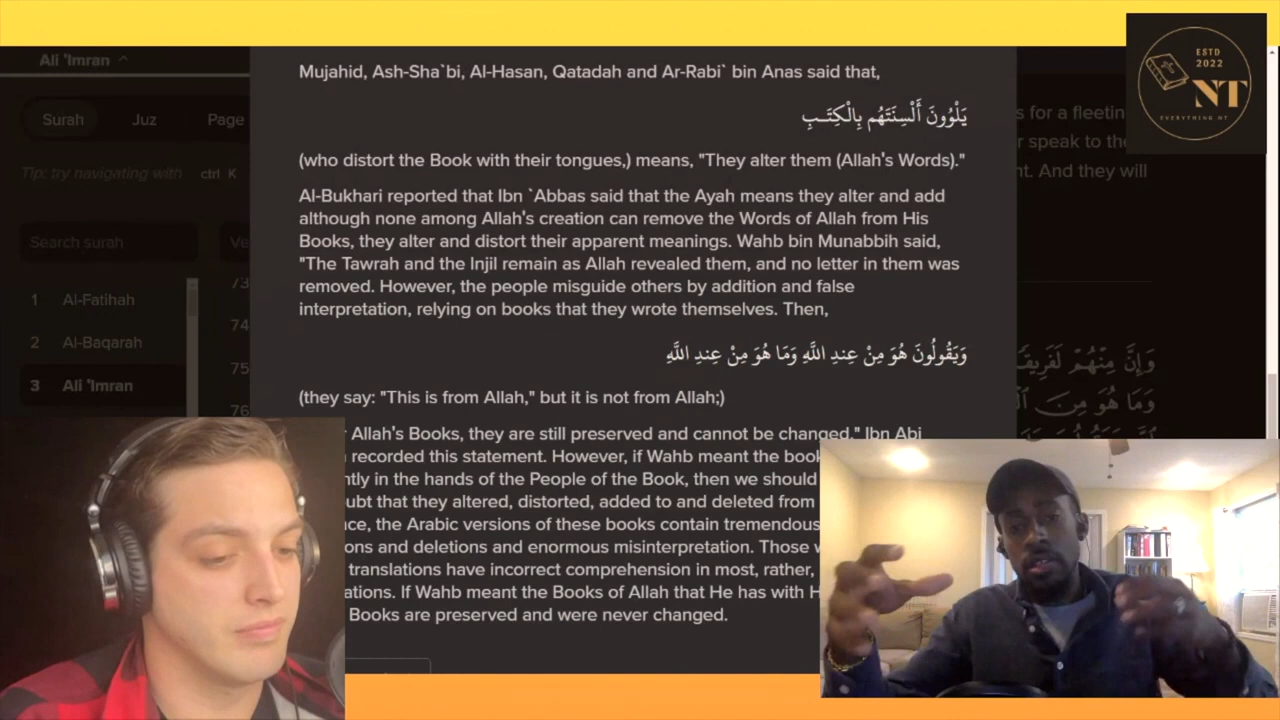 Ali 'Imran
Surah Juz Page
Tip: try navigating with ctrl K
Search surah
1 Al-Fatihah
2 Al-Baqarah
3 Ali 'Imran
73
74
75
76
Mujahid, Ash-Sha`bi, Al-Hasan, Qatadah and Ar-Rabi` bin Anas said that,
يَلْوُونَ أَلْسِنَتَهُم بِالْكِتَـبِ
(who distort the Book with their tongues,) means, "They alter them (Allah's Words)."
Al-Bukhari reported that Ibn `Abbas said that the Ayah means they alter and add
although none among Allah's creation can remove the Words of Allah from His
Books, they alter and distort their apparent meanings. Wahb bin Munabbih said,
"The Tawrah and the Injil remain as Allah revealed them, and no letter in them was
removed. However, the people misguide others by addition and false
interpretation, relying on books that they wrote themselves. Then,
وَيَقُولُونَ هُوَ مِنْ عِندِ اللَّهِ وَمَا هُوَ مِنْ عِندِ اللَّهِ
(they say: "This is from Allah," but it is not from Allah;)
Allah's Books, they are still preserved and cannot be changed." Ibn Abi
recorded this statement. However, if Wahb meant the book
in the hands of the People of the Book, then we should
that they altered, distorted, added to and deleted from
the Arabic versions of these books contain tremendous
and deletions and enormous misinterpretation. Those
translations have incorrect comprehension in most, rather,
If Wahb meant the Books of Allah that He has with
Books are preserved and were never changed.
s for a fleetin
speak to the
And they will
وَإِنَّ مِنْهُمْ لَفَرِيقًا
وَمَا هُوَ مِنَ
ESTD
2022
NT
EVERYTHING NT